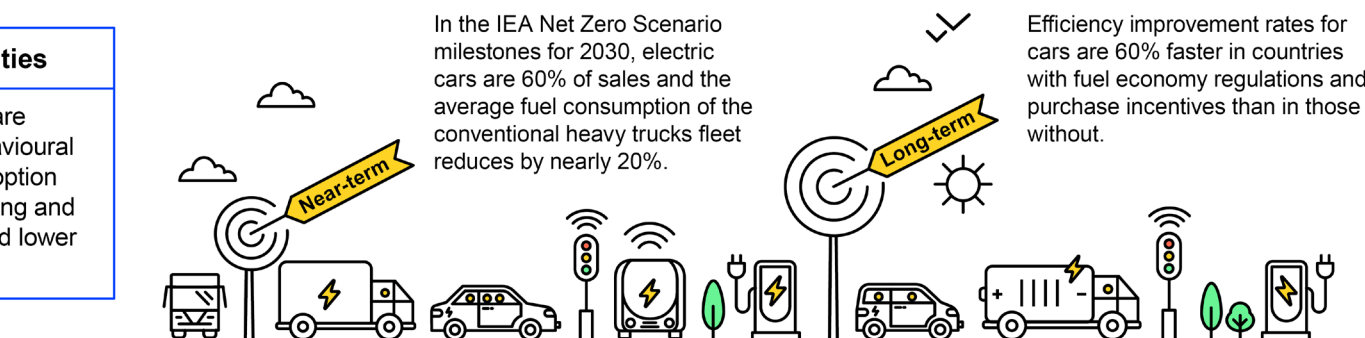 ties
are
avioural
option
ng and
d lower
In the IEA Net Zero Scenario
milestones for 2030, electric
cars are 60% of sales and the
average fuel consumption of the
conventional heavy trucks fleet
reduces by nearly 20%.
Near-term
Efficiency improvement rates for
cars are 60% faster in countries
with fuel economy regulations and
purchase incentives than in those
without.
Long-term
+ -